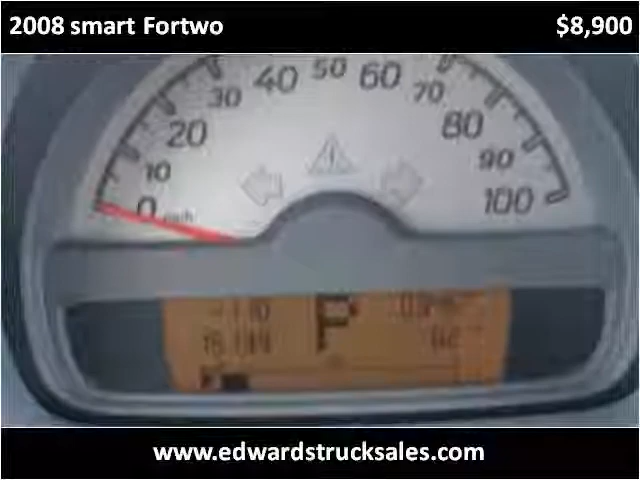 2008 smart Fortwo $8,900
40 50 60
30 70
20 80
10 90
0 mph 100
P
www.edwardstrucksales.com